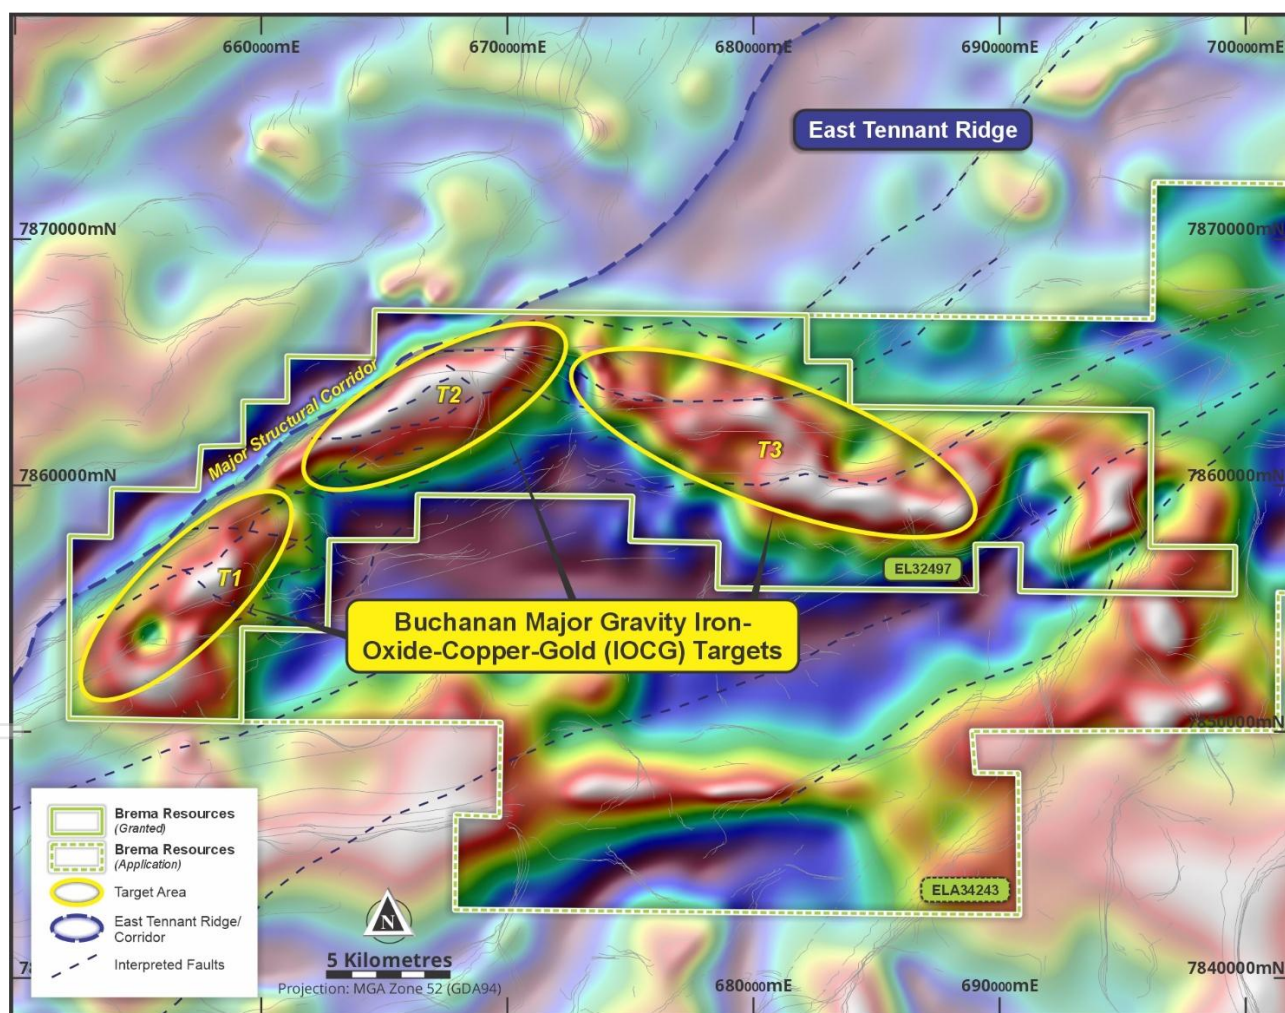 660000mE
670000mE
680000mE
690000mE
700000mE
East Tennant Ridge
7870000mN
7870000mN
Major Structural Corridor
T2
T3
7860000mN
7860000mN
EL32497
T1
Buchanan Major Gravity Iron-
Oxide-Copper-Gold (IOCG) Targets
7850000mN
Brema Resources
(Granted)
Brema Resources
(Application)
Target Area
East Tennant Ridge/
Corridor
Interpreted Faults
N
5 Kilometres
Projection: MGA Zone 52 (GDA94)
ELA34243
7840000mN
680000mE
690000mE